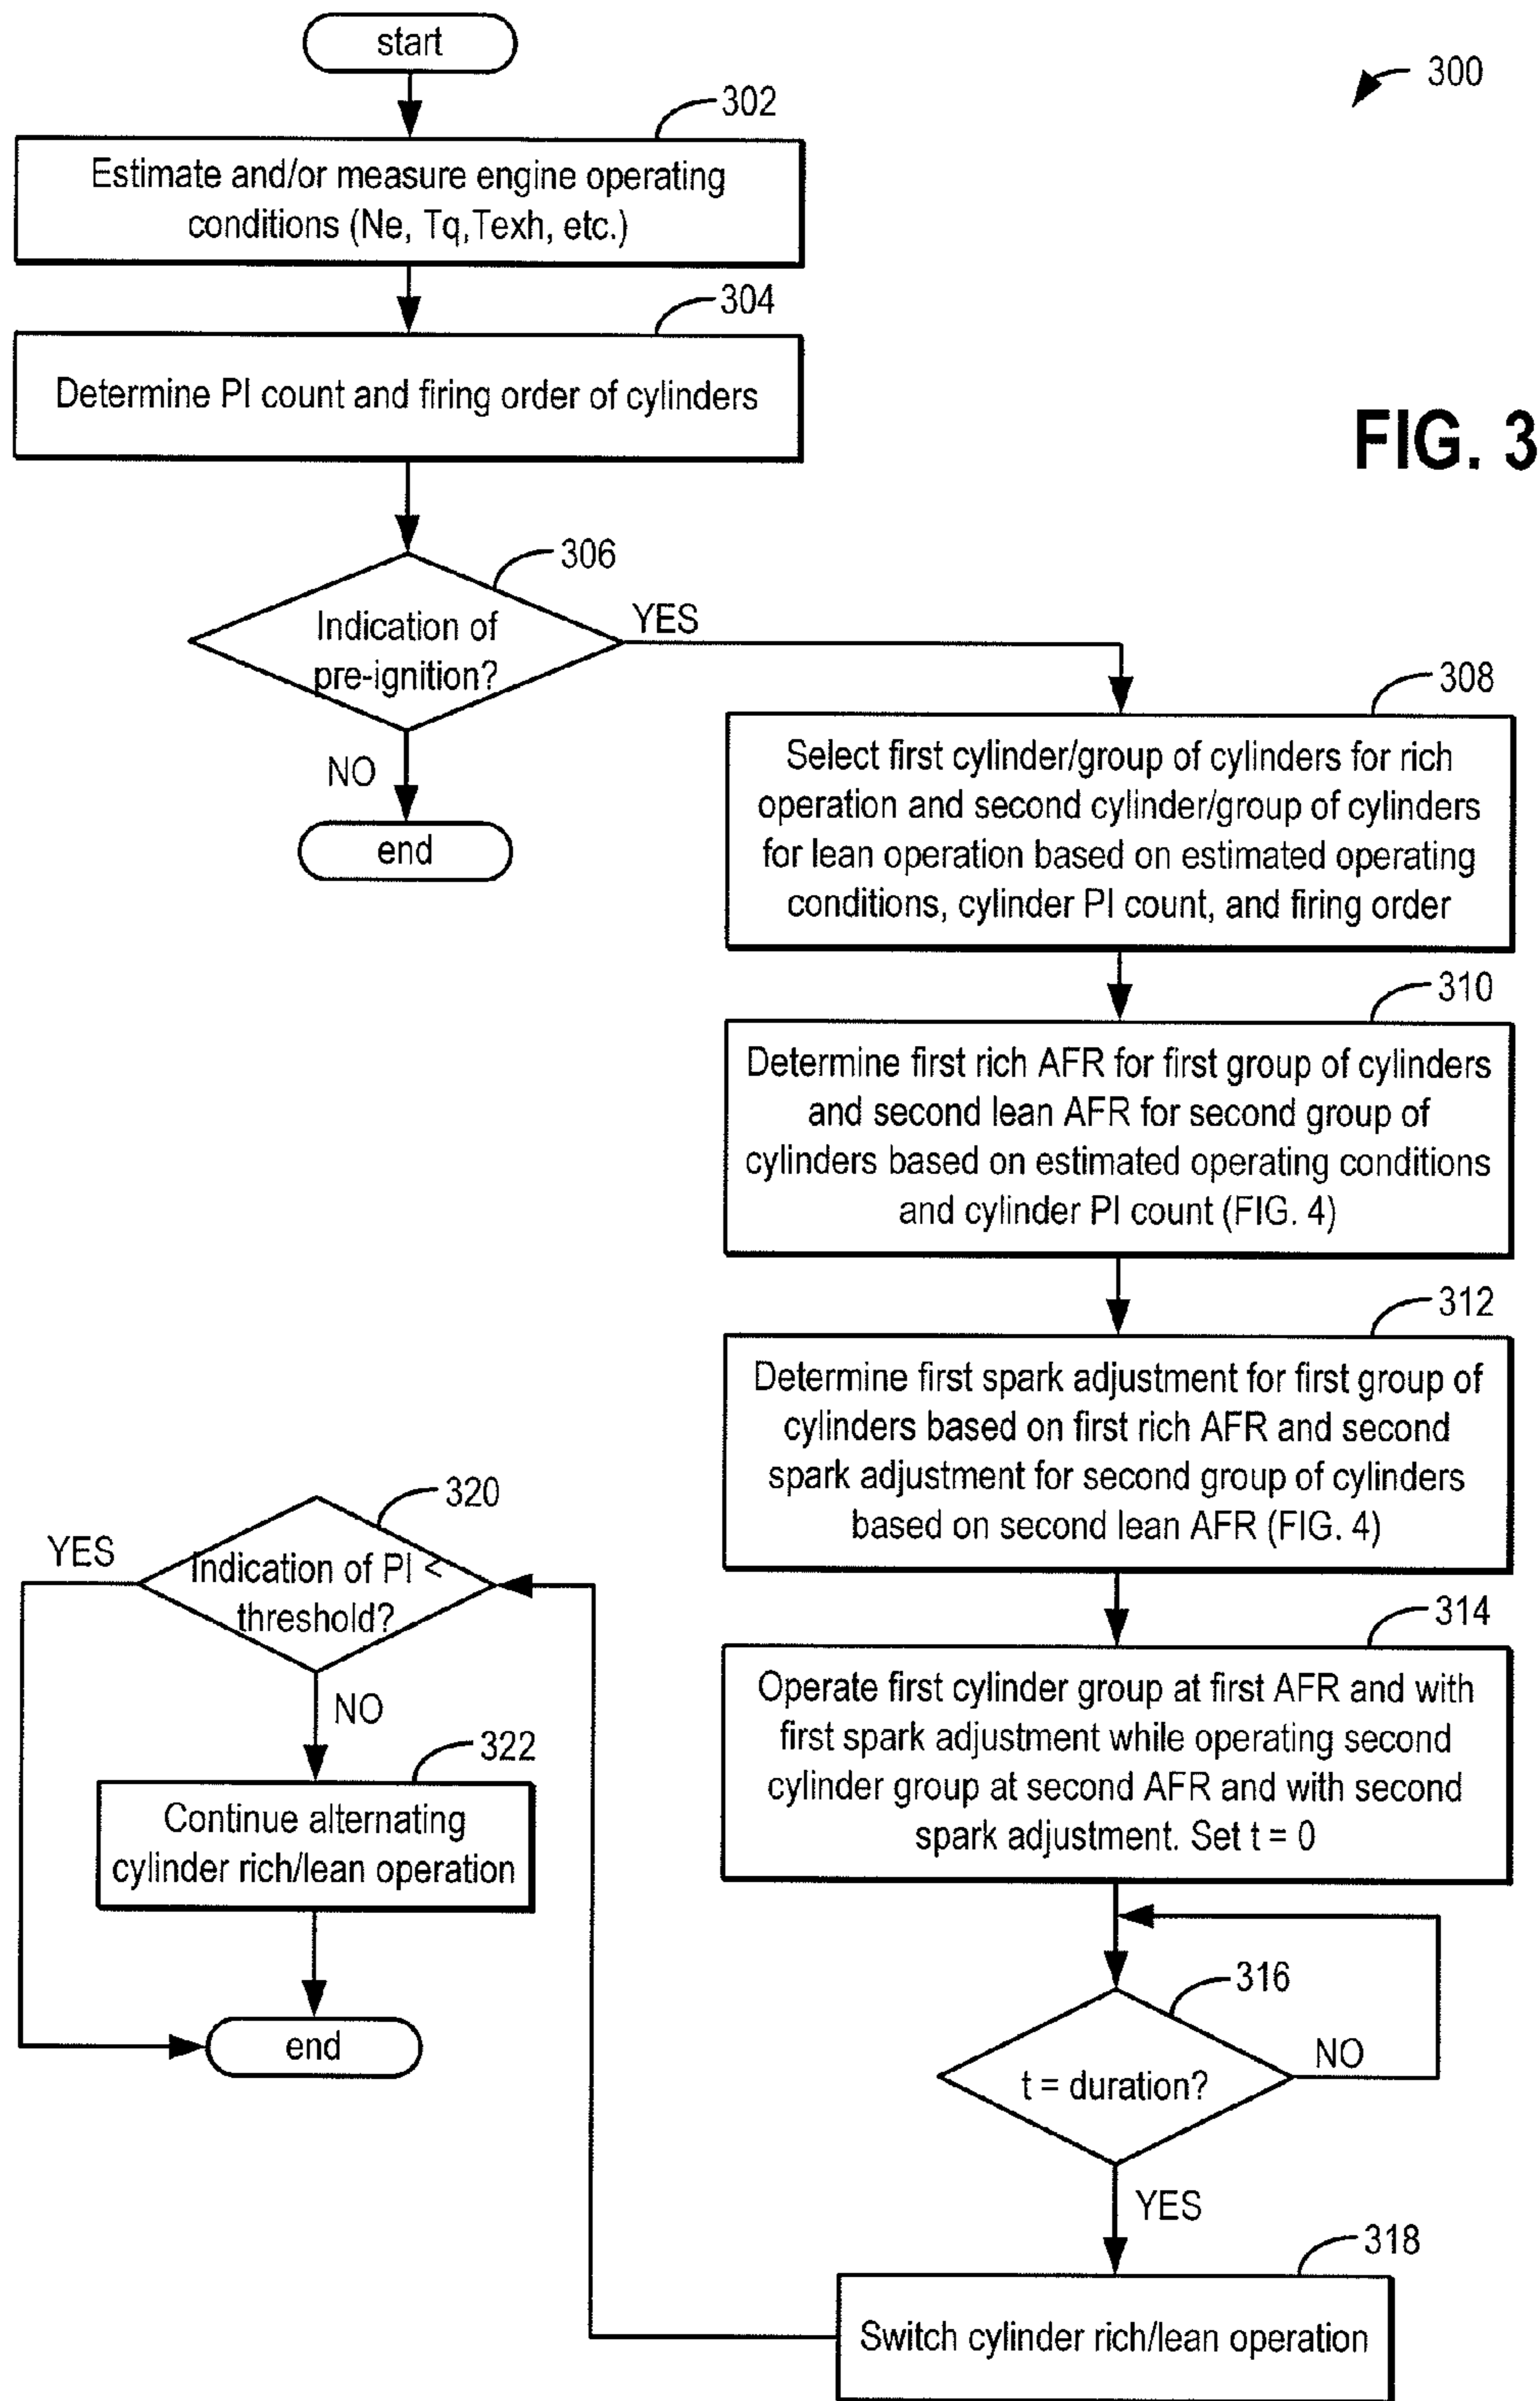 start
300
302
Estimate and/or measure engine operating
conditions (Ne, Tq,Texh, etc.)
304
Determine PI count and firing order of cylinders
FIG. 3
306
Indication of
pre-ignition?
YES
NO
end
308
Select first cylinder/group of cylinders for rich
operation and second cylinder/group of cylinders
for lean operation based on estimated operating
conditions, cylinder PI count, and firing order
310
Determine first rich AFR for first group of cylinders
and second lean AFR for second group of
cylinders based on estimated operating conditions
and cylinder PI count (FIG. 4)
312
Determine first spark adjustment for first group of
cylinders based on first rich AFR and second
spark adjustment for second group of cylinders
based on second lean AFR (FIG. 4)
314
Operate first cylinder group at first AFR and with
first spark adjustment while operating second
cylinder group at second AFR and with second
spark adjustment. Set t = 0
316
t = duration?
NO
YES
318
Switch cylinder rich/lean operation
320
Indication of PI <
threshold?
YES
NO
322
Continue alternating
cylinder rich/lean operation
end